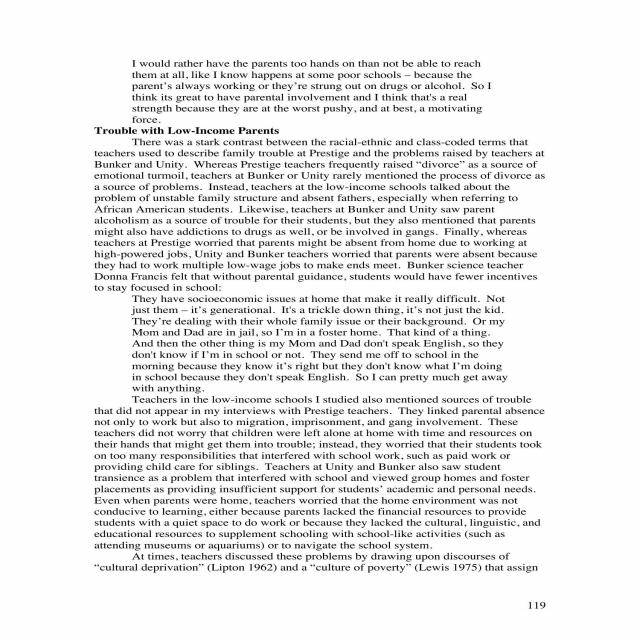 I would rather have the parents too hands on than not be able to reach
them at all, like I know happens at some poor schools – because the
parent's always working or they're strung out on drugs or alcohol. So I
think its great to have parental involvement and I think that's a real
strength because they are at the worst pushy, and at best, a motivating
force.
Trouble with Low-Income Parents
There was a stark contrast between the racial-ethnic and class-coded terms that
teachers used to describe family trouble at Prestige and the problems raised by teachers at
Bunker and Unity. Whereas Prestige teachers frequently raised “divorce” as a source of
emotional turmoil, teachers at Bunker or Unity rarely mentioned the process of divorce as
a source of problems. Instead, teachers at the low-income schools talked about the
problem of unstable family structure and absent fathers, especially when referring to
African American students. Likewise, teachers at Bunker and Unity saw parent
alcoholism as a source of trouble for their students, but they also mentioned that parents
might also have addictions to drugs as well, or be involved in gangs. Finally, whereas
teachers at Prestige worried that parents might be absent from home due to working at
high-powered jobs, Unity and Bunker teachers worried that parents were absent because
they had to work multiple low-wage jobs to make ends meet. Bunker science teacher
Donna Francis felt that without parental guidance, students would have fewer incentives
to stay focused in school:
They have socioeconomic issues at home that make it really difficult. Not
just them – it's generational. It's a trickle down thing, it's not just the kid.
They're dealing with their whole family issue or their background. Or my
Mom and Dad are in jail, so I'm in a foster home. That kind of a thing.
And then the other thing is my Mom and Dad don't speak English, so they
don't know if I'm in school or not. They send me off to school in the
morning because they know it's right but they don't know what I'm doing
in school because they don't speak English. So I can pretty much get away
with anything.
Teachers in the low-income schools I studied also mentioned sources of trouble
that did not appear in my interviews with Prestige teachers. They linked parental absence
not only to work but also to migration, imprisonment, and gang involvement. These
teachers did not worry that children were left alone at home with time and resources on
their hands that might get them into trouble; instead, they worried that their students took
on too many responsibilities that interfered with school work, such as paid work or
providing child care for siblings. Teachers at Unity and Bunker also saw student
transience as a problem that interfered with school and viewed group homes and foster
placements as providing insufficient support for students' academic and personal needs.
Even when parents were home, teachers worried that the home environment was not
conducive to learning, either because parents lacked the financial resources to provide
students with a quiet space to do work or because they lacked the cultural, linguistic, and
educational resources to supplement schooling with school-like activities (such as
attending museums or aquariums) or to navigate the school system.
At times, teachers discussed these problems by drawing upon discourses of
“cultural deprivation” (Lipton 1962) and a “culture of poverty” (Lewis 1975) that assign
119